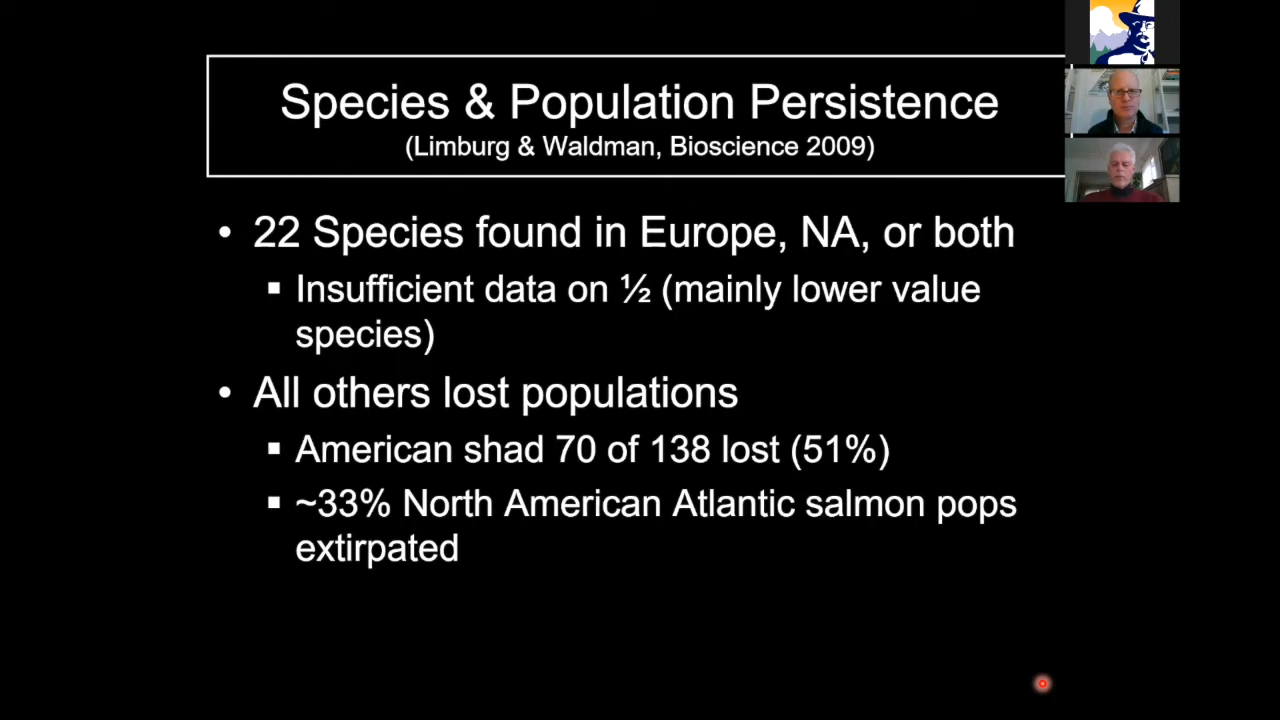 Species & Population Persistence
(Limburg & Waldman, Bioscience 2009)
• 22 Species found in Europe, NA, or both
▪ Insufficient data on ½ (mainly lower value
species)
• All others lost populations
▪ American shad 70 of 138 lost (51%)
▪ ~33% North American Atlantic salmon pops
extirpated